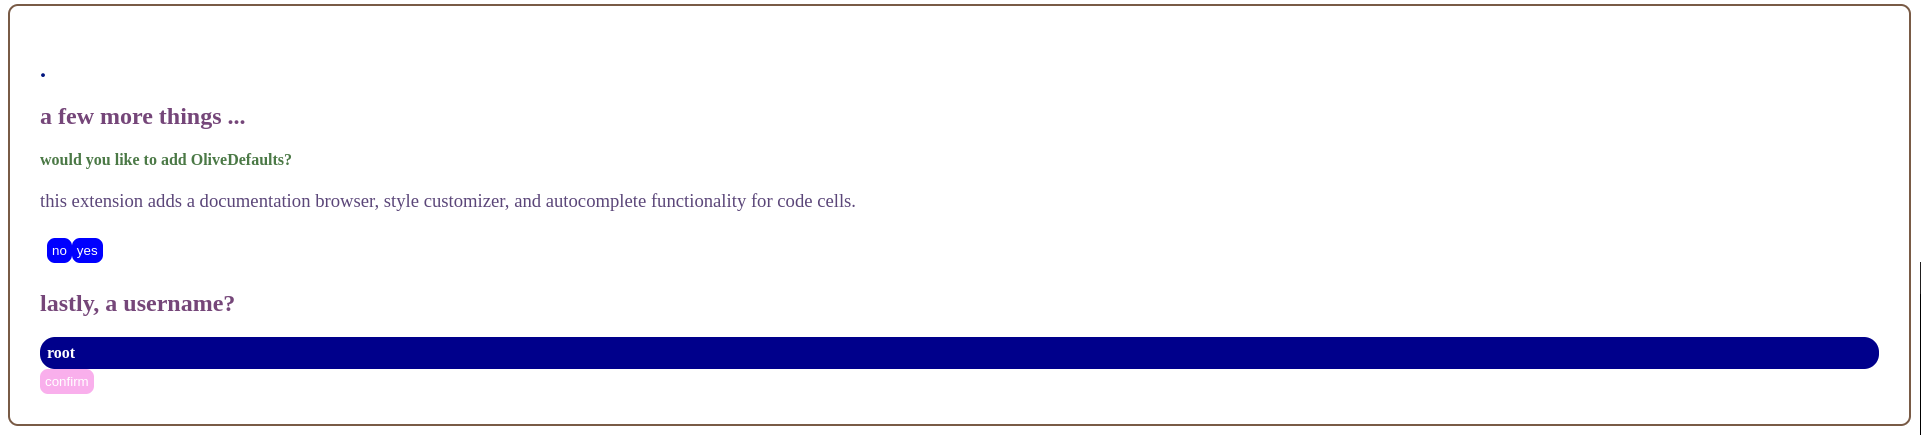 .
a few more things ...
would you like to add OliveDefaults?
this extension adds a documentation browser, style customizer, and autocomplete functionality for code cells.
no yes
lastly, a username?
root
confirm